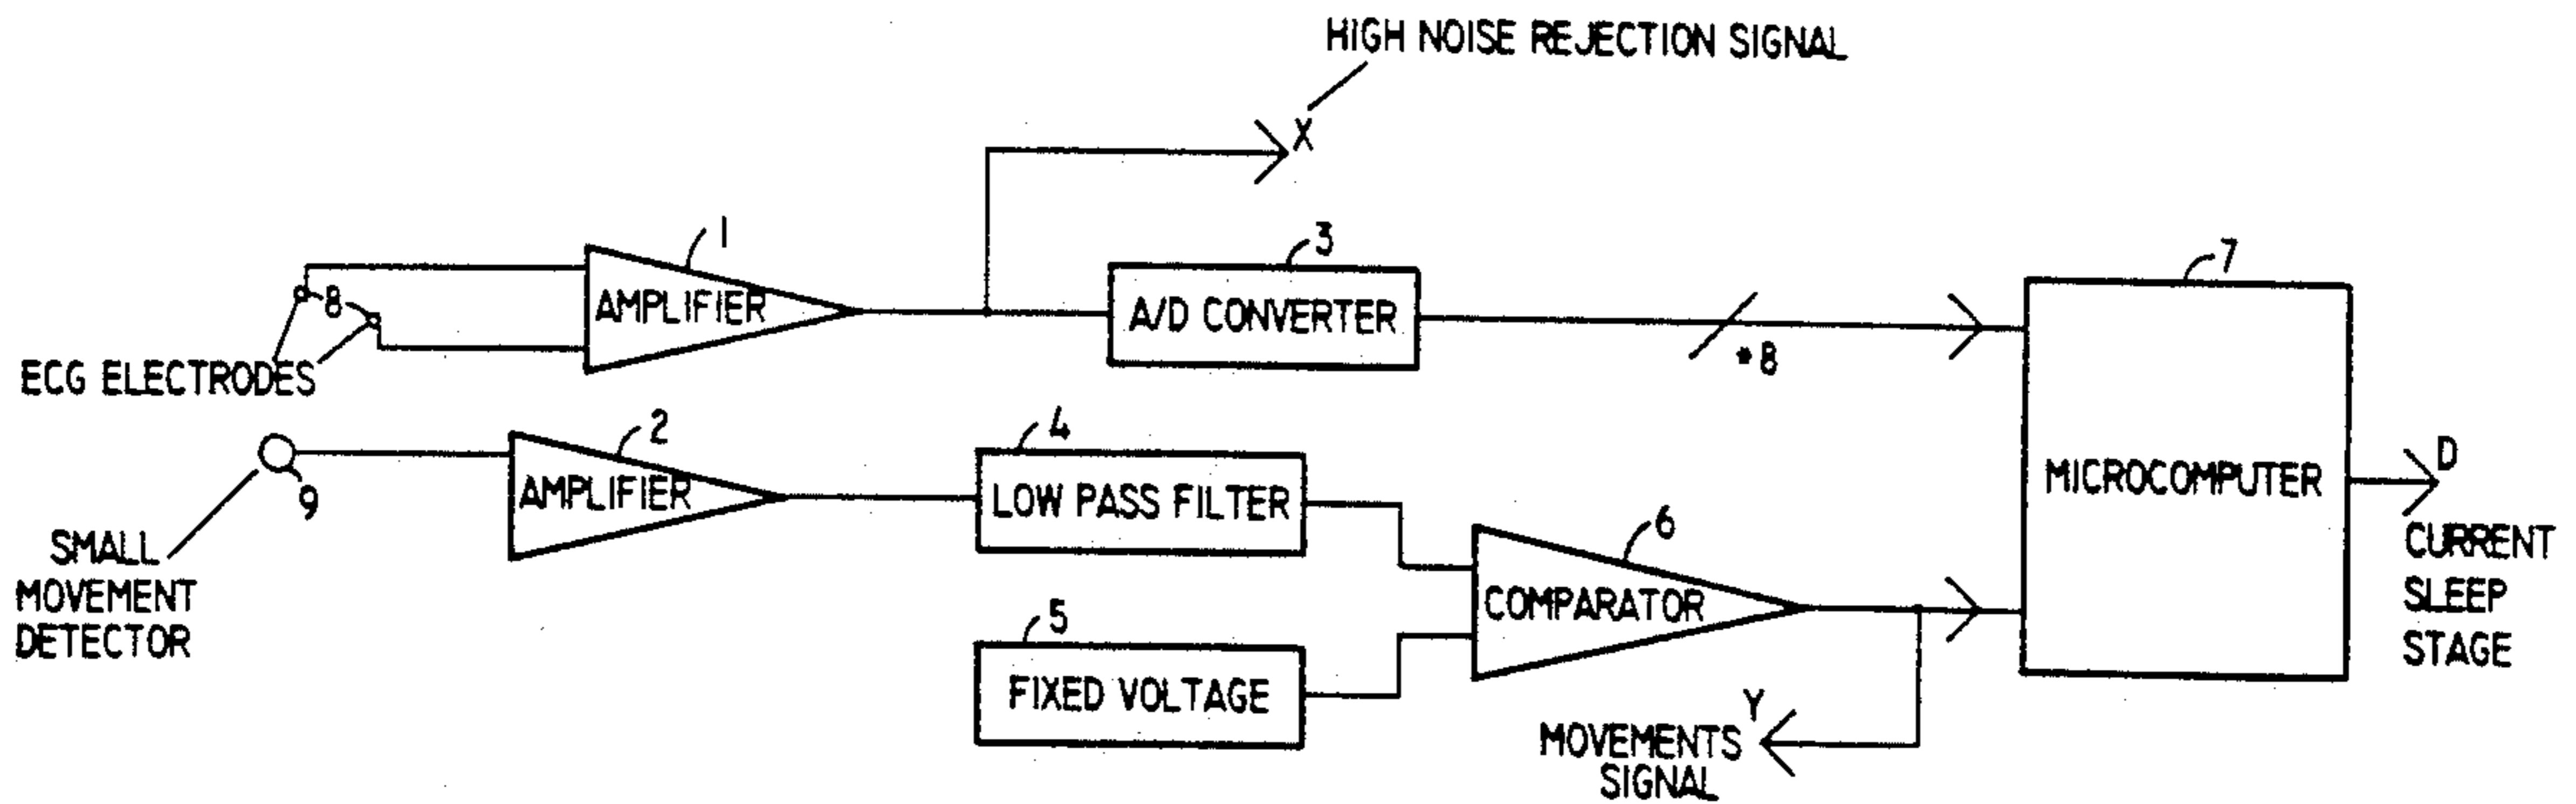 HIGH NOISE REJECTION SIGNAL
X
1
AMPLIFIER
3
A/D CONVERTER
7
8
*8
ECG ELECTRODES
2
AMPLIFIER
4
LOW PASS FILTER
MICROCOMPUTER
D
9
SMALL
MOVEMENT
DETECTOR
6
COMPARATOR
CURRENT
SLEEP
STAGE
5
FIXED VOLTAGE
Y
MOVEMENTS
SIGNAL